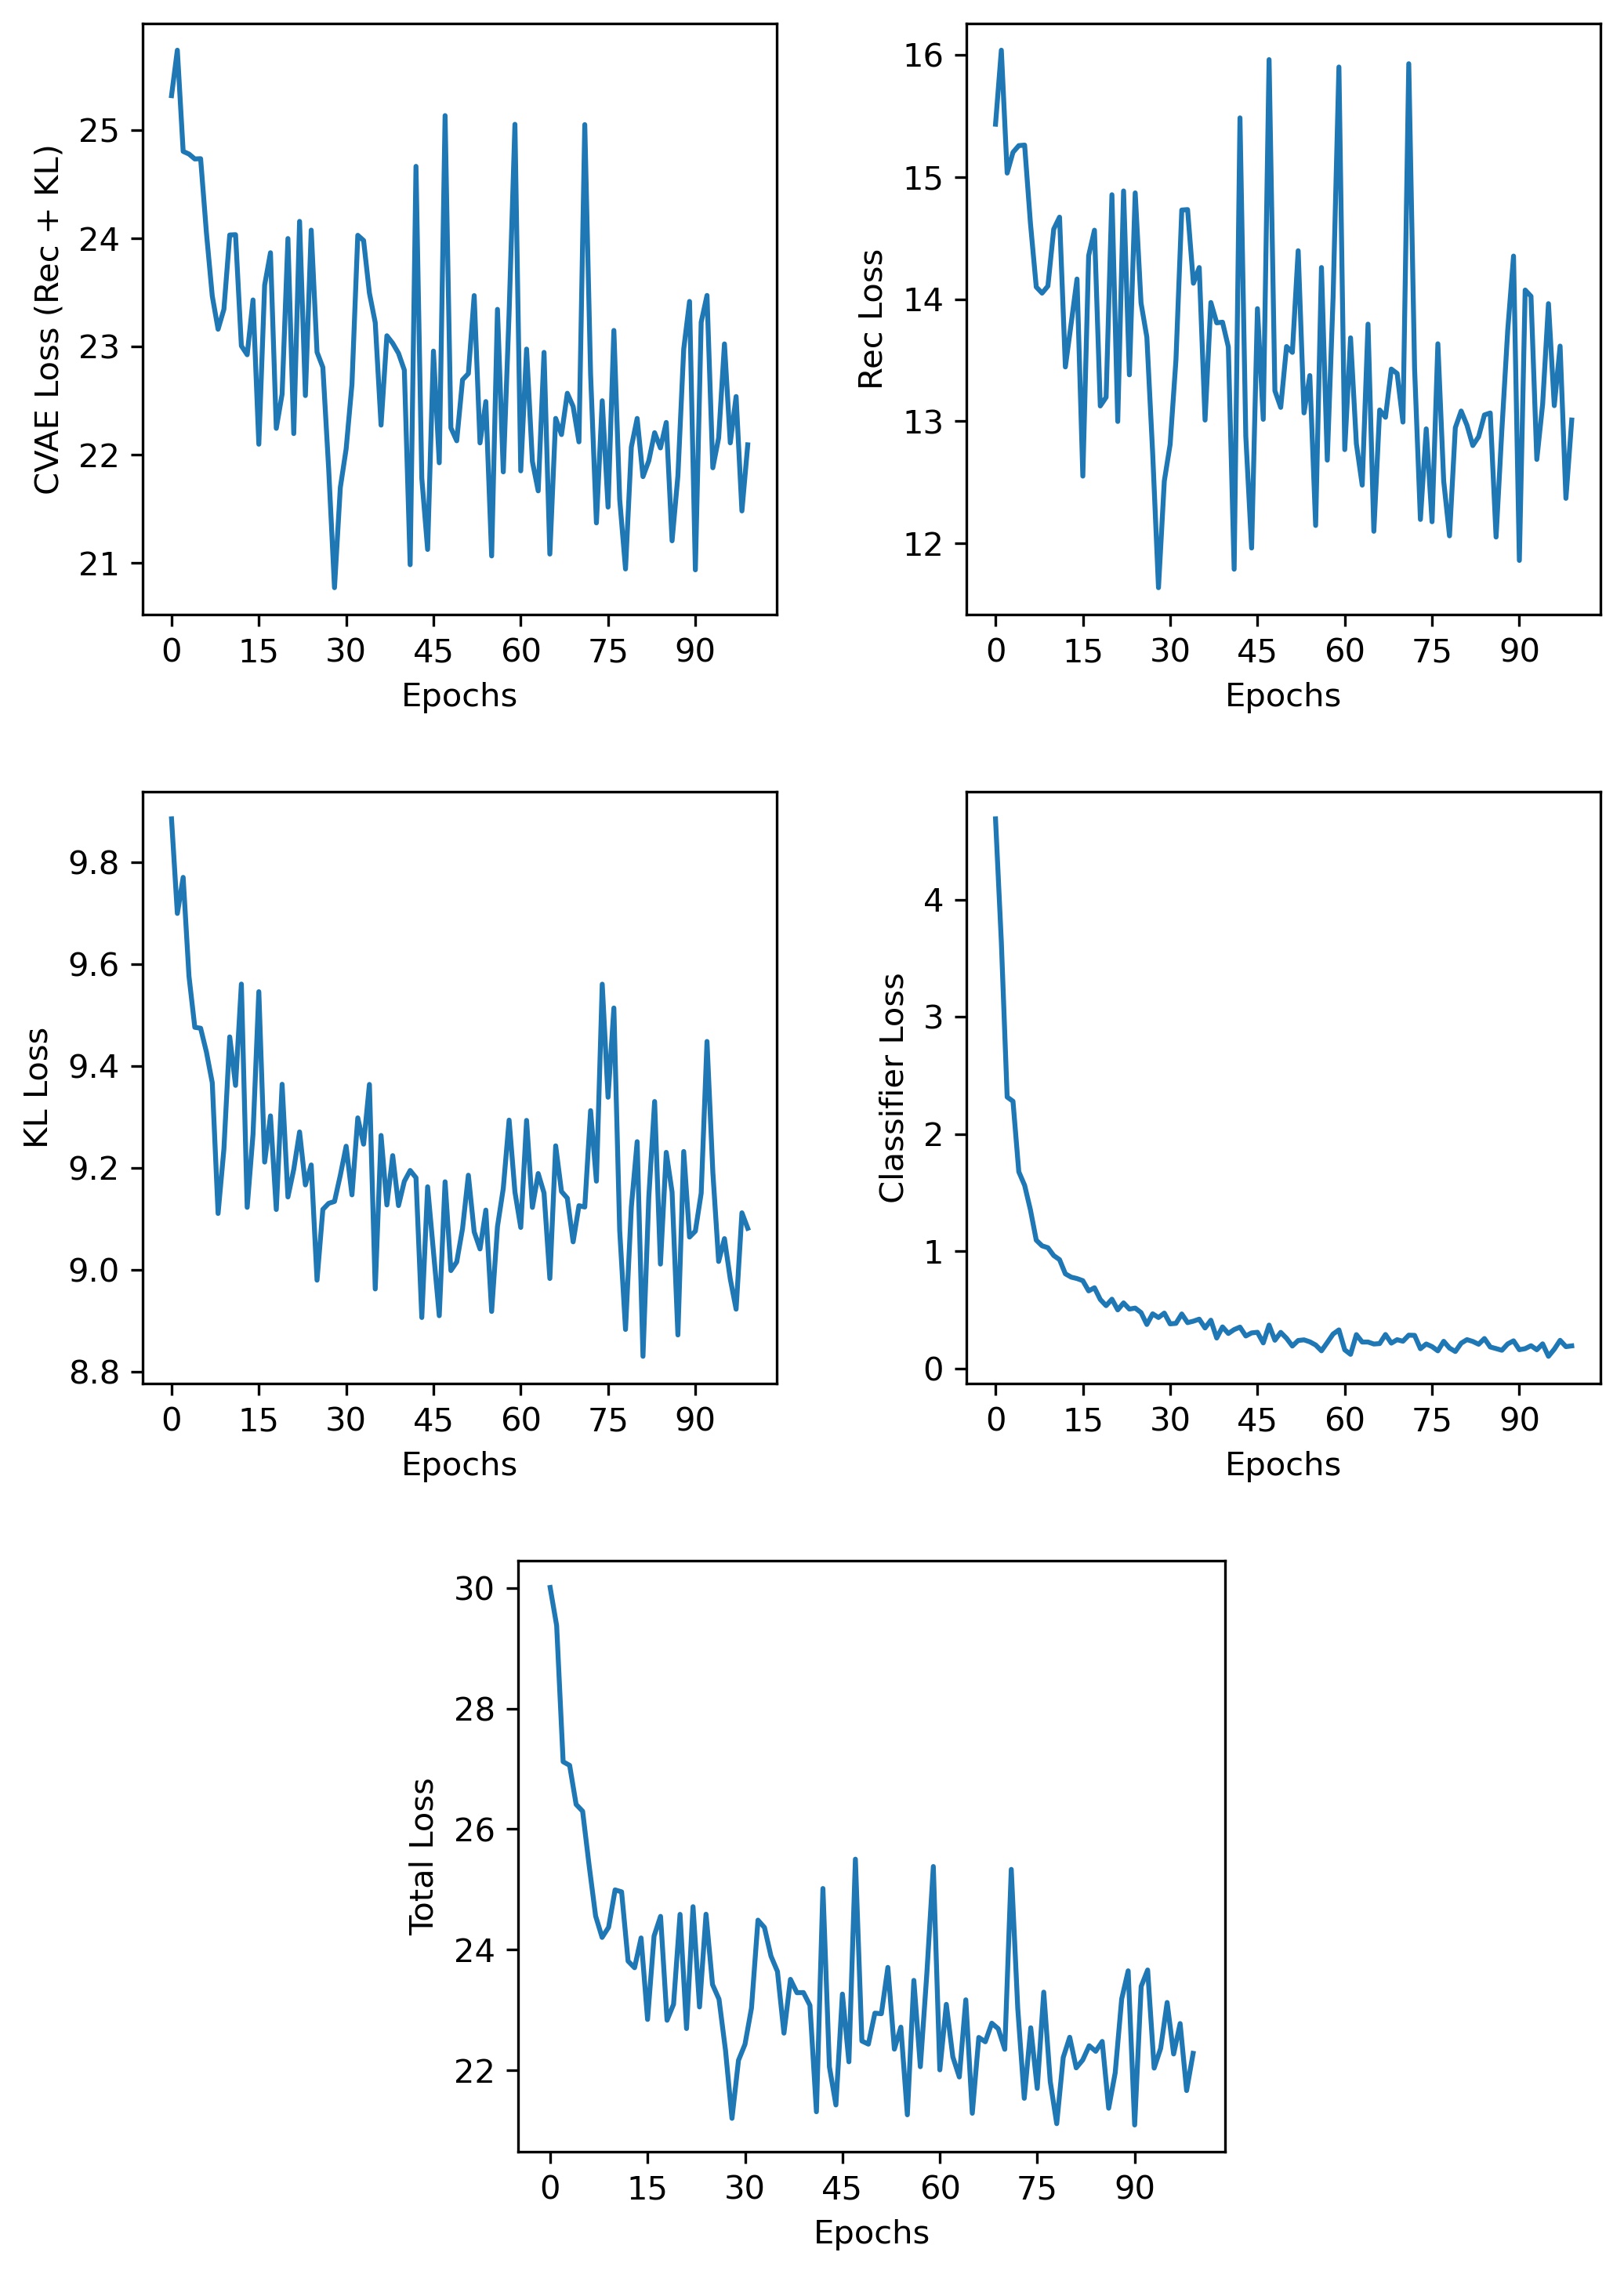 CVAE Loss (Rec + KL)
25
24
23
22
21
0 15 30 45 60 75 90
Epochs
Rec Loss
16
15
14
13
12
0 15 30 45 60 75 90
Epochs
KL Loss
9.8
9.6
9.4
9.2
9.0
8.8
0 15 30 45 60 75 90
Epochs
Classifier Loss
4
3
2
1
0
0 15 30 45 60 75 90
Epochs
Total Loss
30
28
26
24
22
0 15 30 45 60 75 90
Epochs